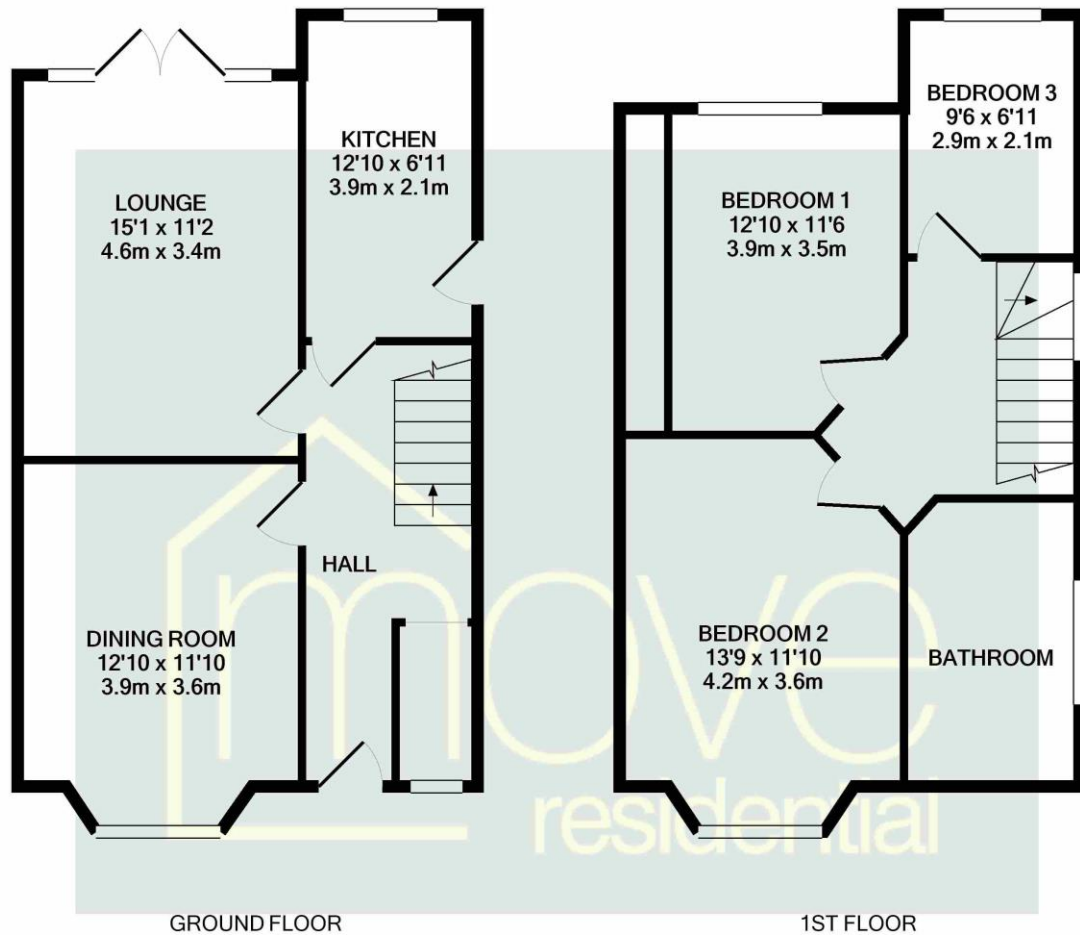 KITCHEN
12'10 x 6'11
3.9m x 2.1m
LOUNGE
15'1 x 11'2
4.6m x 3.4m
HALL
DINING ROOM
12'10 x 11'10
3.9m x 3.6m
GROUND FLOOR
BEDROOM 3
9'6 x 6'11
2.9m x 2.1m
BEDROOM 1
12'10 x 11'6
3.9m x 3.5m
BEDROOM 2
13'9 x 11'10
4.2m x 3.6m
BATHROOM
1ST FLOOR
move
residential